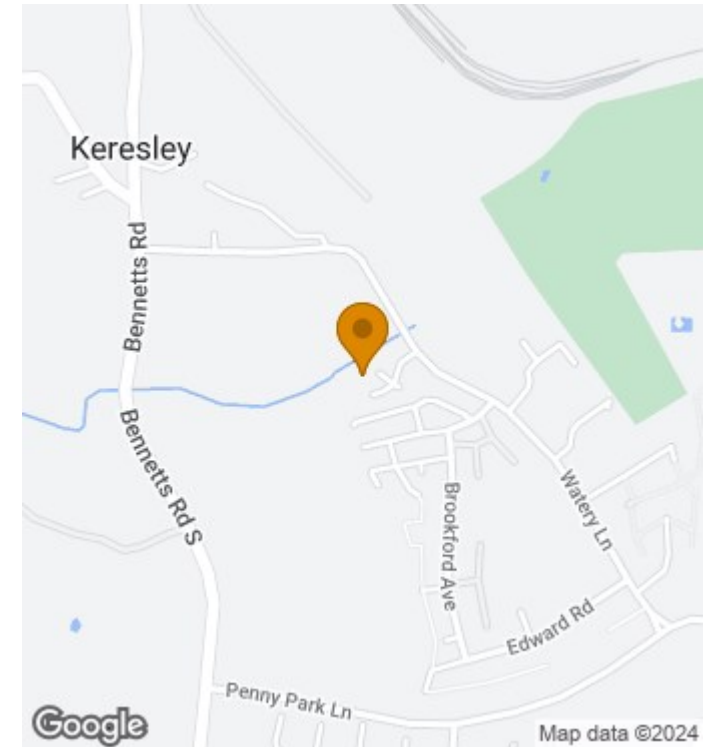 Keresley
Bennetts Rd
Bennetts Rd S
Brookford Ave
Watery Ln
Edward Rd
Penny Park Ln
Google
Map data ©2024